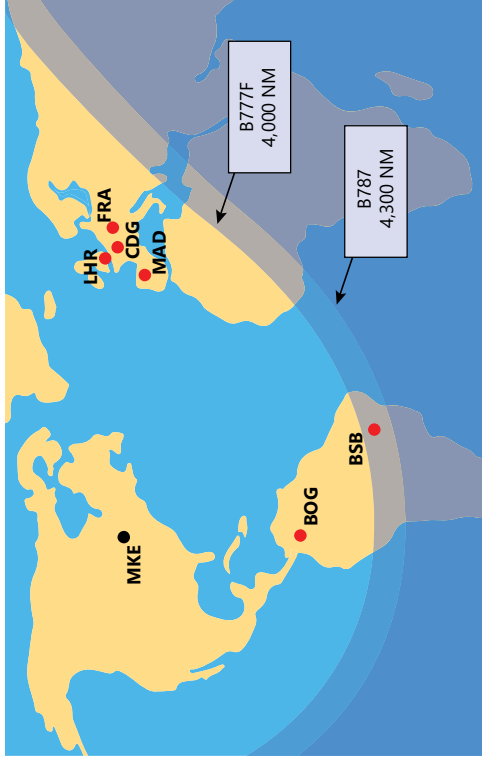 B777F
4,000 NM
B787
4,300 NM
FRA
LHR
CDG
MAD
MKE
BOG
BSB